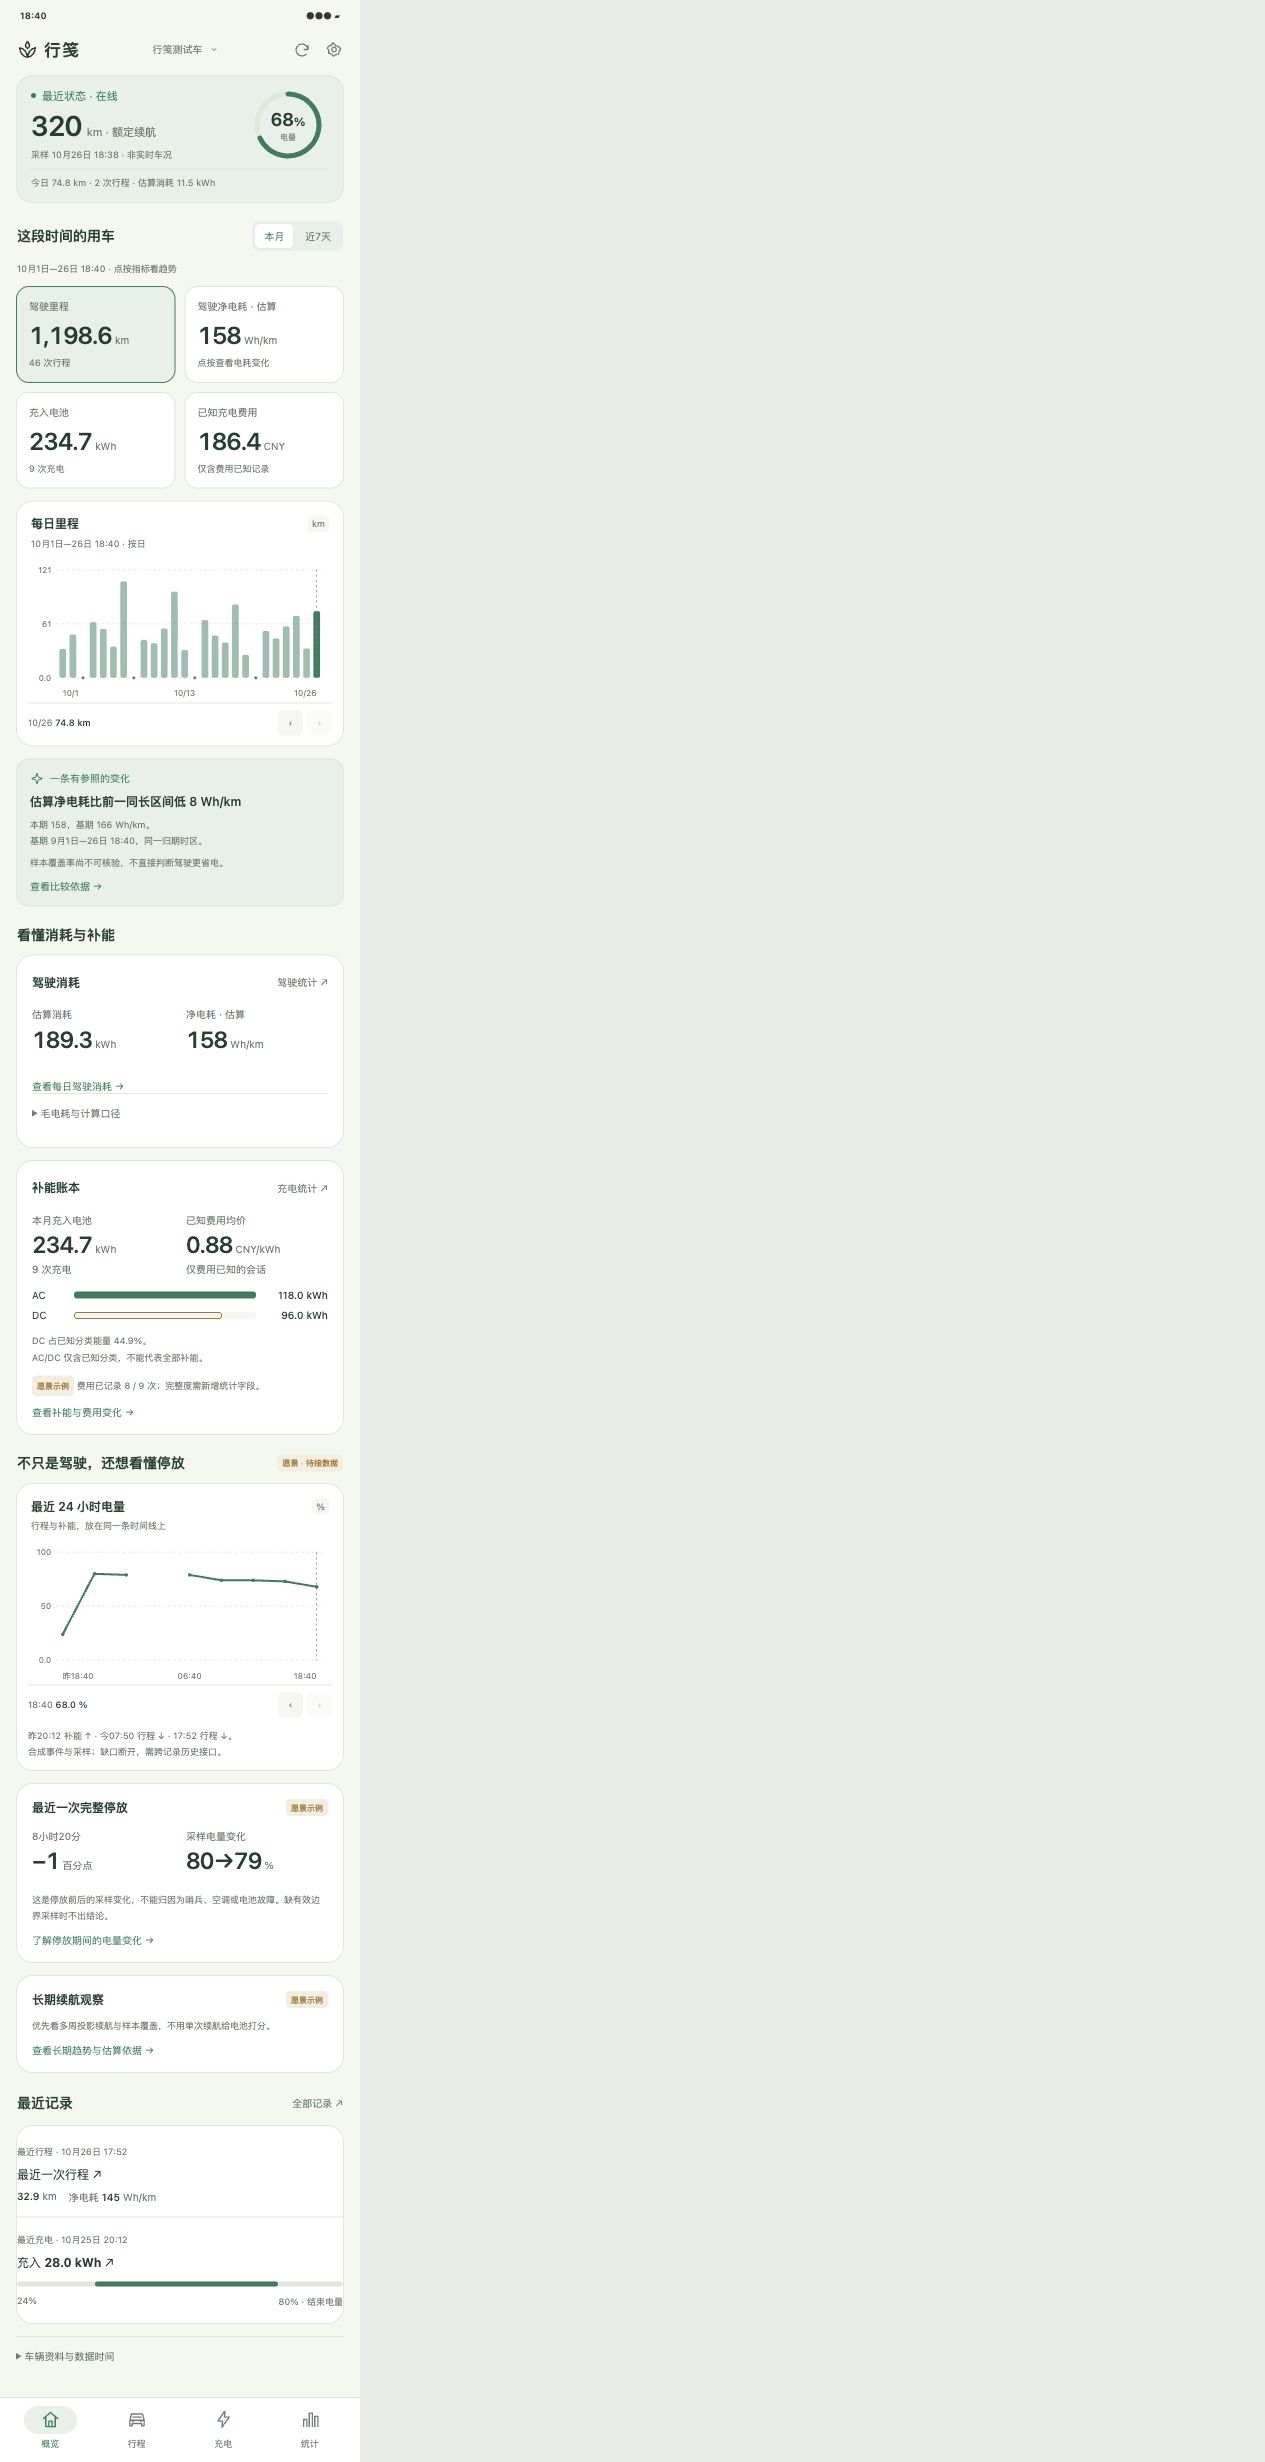 18:40
行笺
行笺测试车
最近状态 · 在线
320 km · 额定续航
68%
电量
采样 10月26日 18:38 · 非实时车况
今日 74.8 km · 2 次行程 · 估算消耗 11.5 kWh
这段时间的用车
本月 近7天
10月1日—26日 18:40 · 点按指标看趋势
驾驶里程
1,198.6 km
46 次行程
驾驶净电耗 · 估算
158 Wh/km
点按查看电耗变化
充入电池
234.7 kWh
9 次充电
已知充电费用
186.4 CNY
仅含费用已知记录
每日里程
km
10月1日—26日 18:40 · 按日
121
61
0.0
10/1 10/13 10/26
10/26 74.8 km
‹ ›
一条有参照的变化
估算净电耗比前一同长区间低 8 Wh/km
本期 158，基期 166 Wh/km。
基期 9月1日—26日 18:40，同一归期时区。
样本覆盖率尚不可核验，不直接判断驾驶更省电。
查看比较依据 →
看懂消耗与补能
驾驶消耗
驾驶统计 ↗
估算消耗
189.3 kWh
净电耗 · 估算
158 Wh/km
查看每日驾驶消耗 →
▶ 毛电耗与计算口径
补能账本
充电统计 ↗
本月充入电池
234.7 kWh
9 次充电
已知费用均价
0.88 CNY/kWh
仅费用已知的会话
AC 118.0 kWh
DC 96.0 kWh
DC 占已知分类能量 44.9%。
AC/DC 仅含已知分类，不能代表全部补能。
愿景示例 费用已记录 8 / 9 次；完整度需新增统计字段。
查看补能与费用变化 →
不只是驾驶，还想看懂停放
愿景 · 待接数据
最近 24 小时电量
%
行程与补能，放在同一条时间线上
100
50
0.0
昨18:40 06:40 18:40
18:40 68.0 %
‹ ›
昨20:12 补能 ↑ · 今07:50 行程 ↓ · 17:52 行程 ↓。
合成事件与采样；缺口断开，需跨记录历史接口。
最近一次完整停放
愿景示例
8小时20分
−1 百分点
采样电量变化
80→79 %
这是停放前后的采样变化，不能归因为哨兵、空调或电池故障。缺有效边
界采样时不出结论。
了解停放期间的电量变化 →
长期续航观察
愿景示例
优先看多周投影续航与样本覆盖，不用单次续航给电池打分。
查看长期趋势与估算依据 →
最近记录
全部记录 ↗
最近行程 · 10月26日 17:52
最近一次行程 ↗
32.9 km 净电耗 145 Wh/km
最近充电 · 10月25日 20:12
充入 28.0 kWh ↗
24% 80% · 结束电量
▶ 车辆资料与数据时间
概览 行程 充电 统计